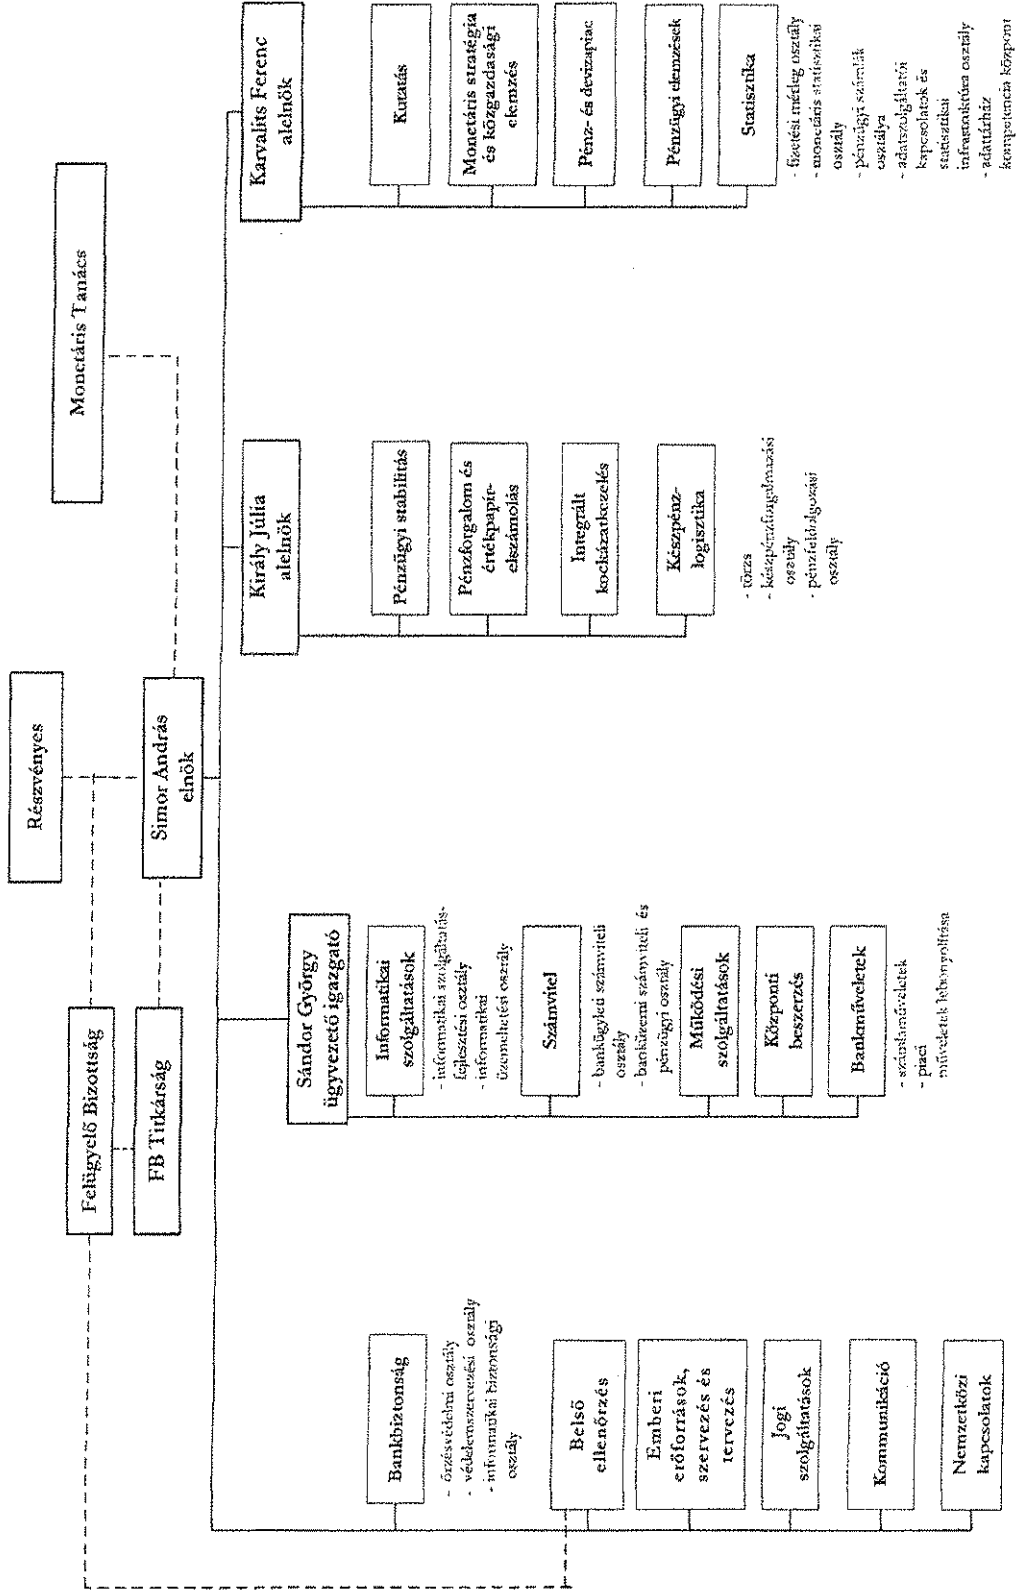 Részvényes
Monetáris Tanács
Felügyelő Bizottság
FB Titkárság
Simor András
elnök
Bankbiztonság
- őrzésvédelmi osztály
- védelemszervezési osztály
- informatikai biztonsági
osztály
Belső
ellenőrzés
Emberi
erőforrások,
szervezés és
tervezés
Jogi
szolgáltatások
Kommunikáció
Nemzetközi
kapcsolatok
Sándor György
ügyvezető igazgató
Informatikai
szolgáltatások
- informatikai szolgáltatás-
fejlesztési osztály
- informatikai
üzemeltetési osztály
Számvitel
- bankügyleti számviteli
osztály
- banküzemi számviteli és
pénzügyi osztály
Működési
szolgáltatások
Központi
beszerzés
Bankműveletek
- számlaműveletek
- piaci
műveletek lebonyolítása
Király Júlia
alelnök
Pénzügyi stabilitás
Pénzforgalom és
értékpapír-
elszámolás
Integrált
kockázatkezelés
Készpénz-
logisztika
- törzs
- készpénzforgalmazási
osztály
- pénzfeldolgozási
osztály
Karvalits Ferenc
alelnök
Kutatás
Monetáris stratégia
és közgazdasági
elemzés
Pénz- és devizapiac
Pénzügyi elemzések
Statisztika
- fizetési mérleg osztály
- monetáris statisztikai
osztály
- pénzügyi számlák
osztálya
- adatszolgáltatói
kapcsolatok és
statisztikai
infrastruktúra osztály
- adattárház
kompetencia központ